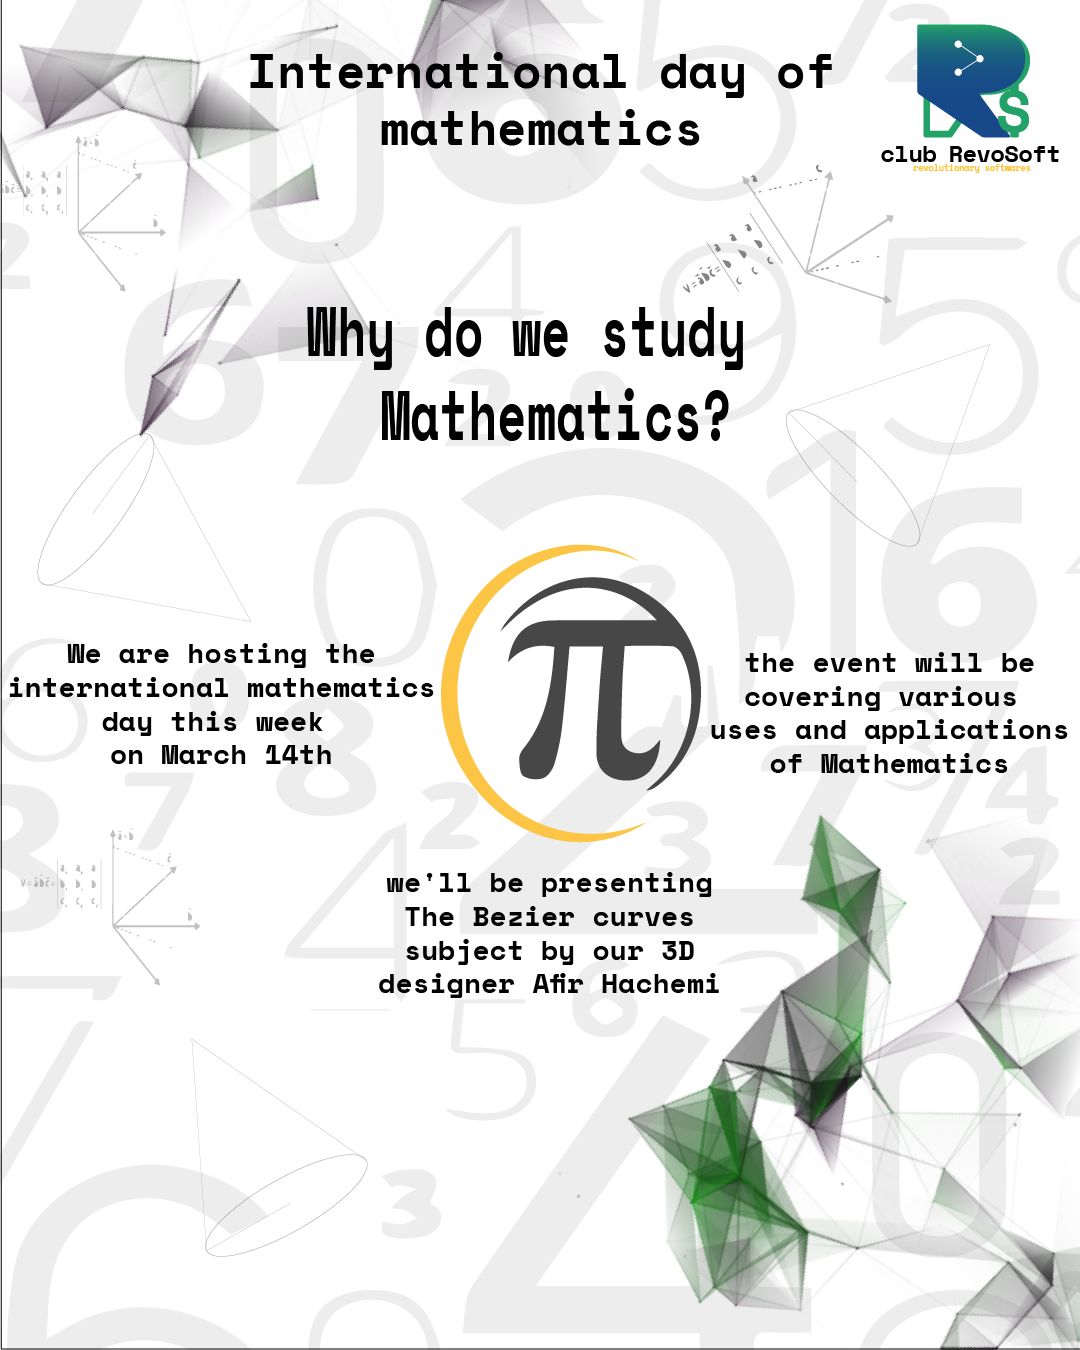 International day of
mathematics
club RevoSoft
revolutionary softwares
Why do we study
Mathematics?
We are hosting the
international mathematics
day this week
on March 14th
the event will be
covering various
uses and applications
of Mathematics
π
we'll be presenting
The Bezier curves
subject by our 3D
designer Afir Hachemi